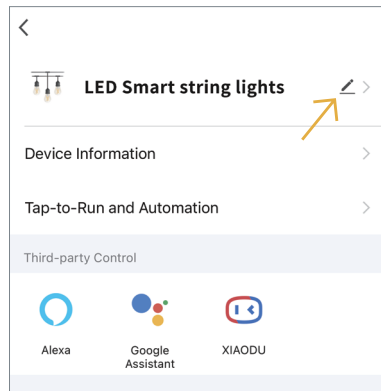 LED Smart string lights
Device Information
Tap-to-Run and Automation
Third-party Control
Alexa
Google
Assistant
XIAODU